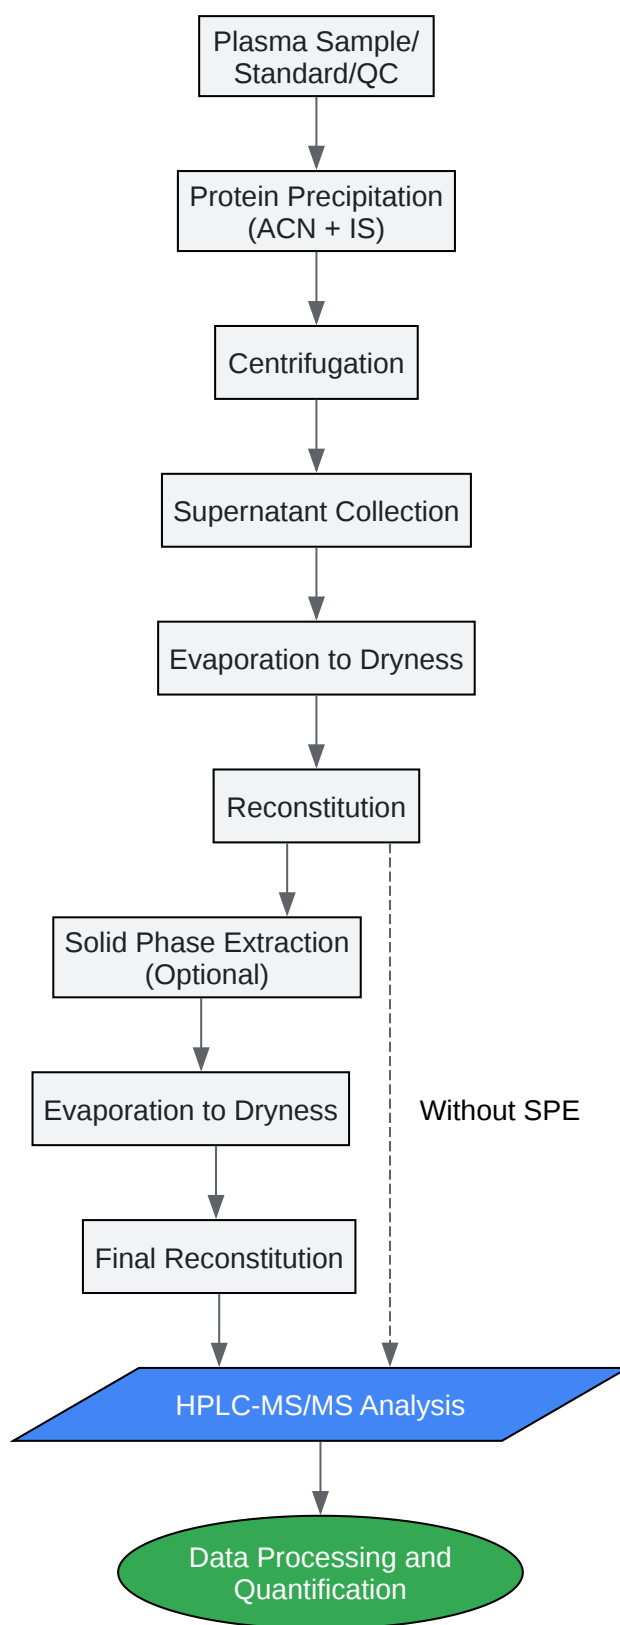 Plasma Sample/
Standard/QC
Protein Precipitation
(ACN + IS)
Centrifugation
Supernatant Collection
Evaporation to Dryness
Reconstitution
Solid Phase Extraction
(Optional)
Evaporation to Dryness
Without SPE
Final Reconstitution
HPLC-MS/MS Analysis
Data Processing and
Quantification